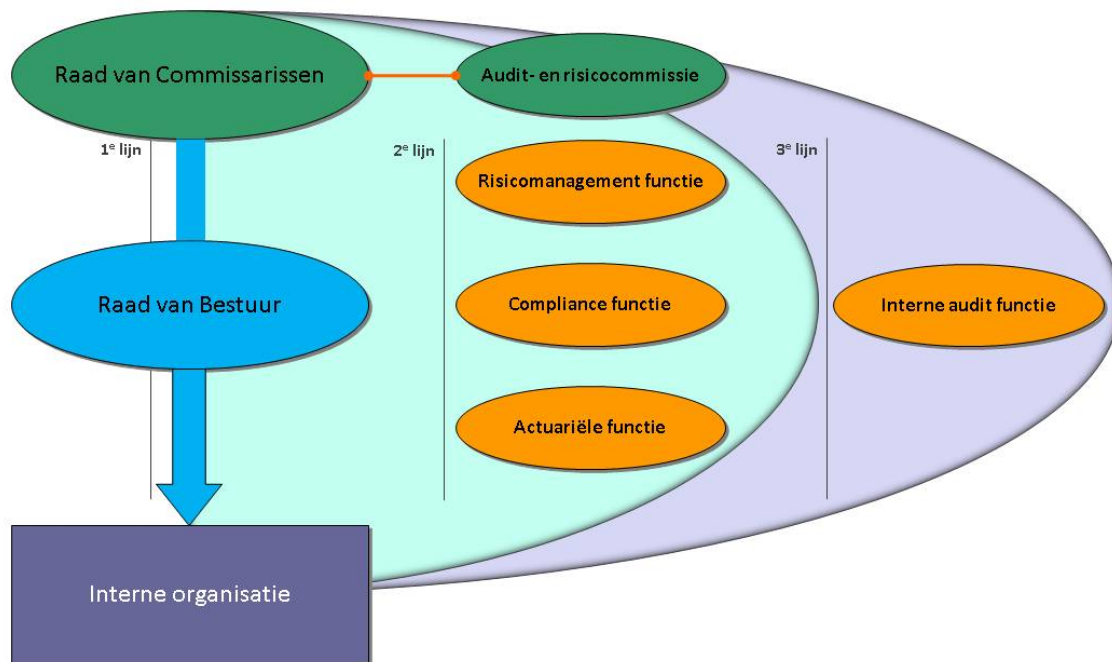 Raad van Commissarissen
Audit- en risicocommissie
1e lijn
2e lijn
3e lijn
Risicomanagement functie
Raad van Bestuur
Compliance functie
Interne audit functie
Actuariële functie
Interne organisatie